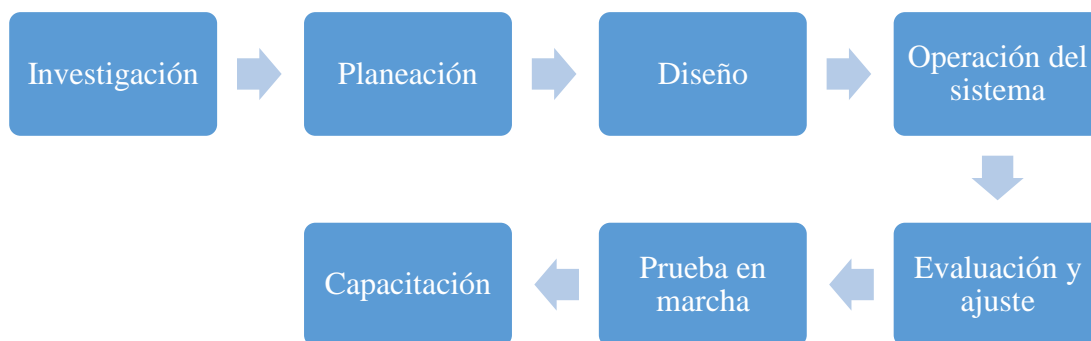 Investigación
Planeación
Diseño
Operación del
sistema
Evaluación y
ajuste
Prueba en
marcha
Capacitación